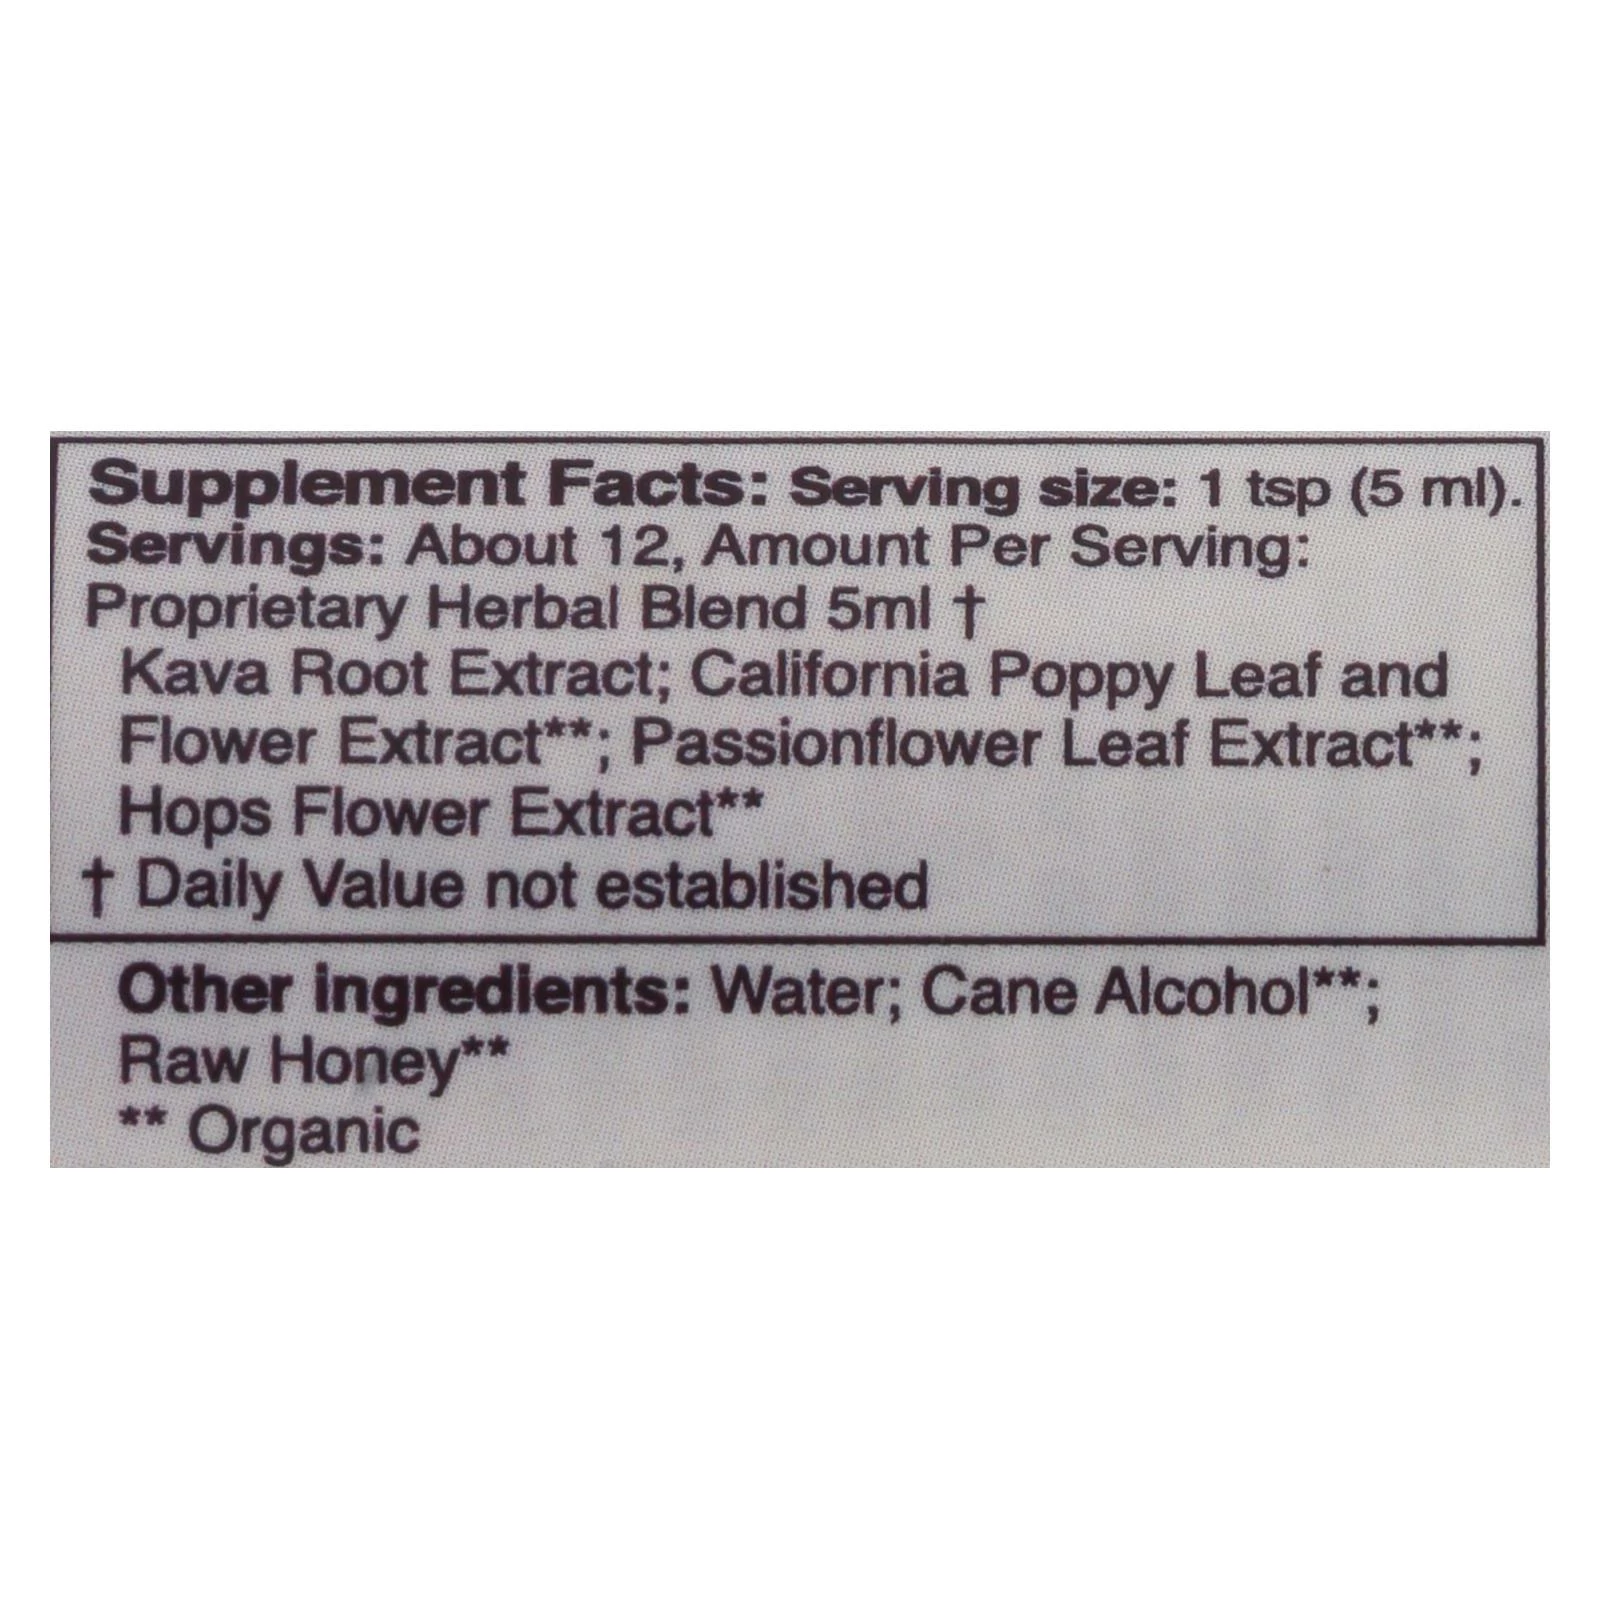 Supplement Facts: Serving size: 1 tsp (5 ml).
Servings: About 12, Amount Per Serving:
Proprietary Herbal Blend 5ml †
Kava Root Extract; California Poppy Leaf and
Flower Extract**; Passionflower Leaf Extract**;
Hops Flower Extract**
† Daily Value not established
Other ingredients: Water; Cane Alcohol**;
Raw Honey**
** Organic